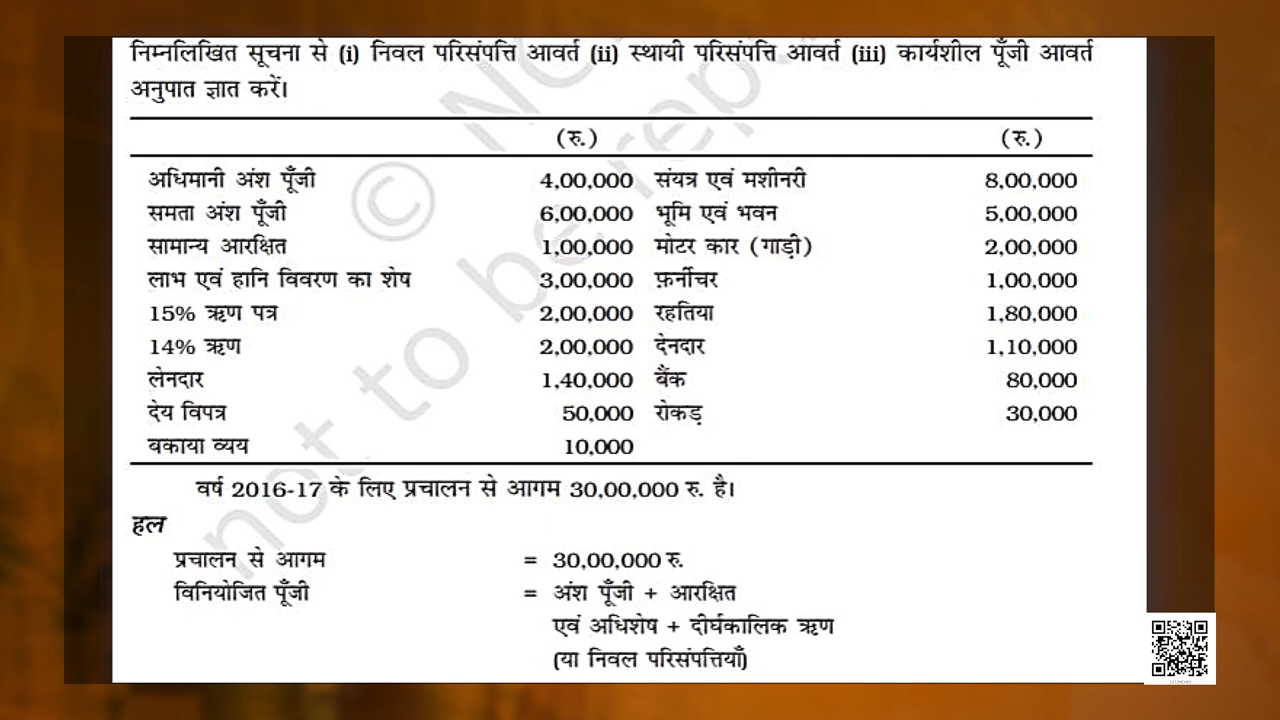 निम्नलिखित सूचना से (i) निवल परिसंपत्ति आवर्त (ii) स्थायी परिसंपत्ति आवर्त (iii) कार्यशील पूँजी आवर्त
अनुपात ज्ञात करें।
(रु.) (रु.)
अधिमानी अंश पूँजी 4,00,000 संयत्र एवं मशीनरी 8,00,000
समता अंश पूँजी 6,00,000 भूमि एवं भवन 5,00,000
सामान्य आरक्षित 1,00,000 मोटर कार (गाड़ी) 2,00,000
लाभ एवं हानि विवरण का शेष 3,00,000 फ़र्नीचर 1,00,000
15% ऋण पत्र 2,00,000 रहतिया 1,80,000
14% ऋण 2,00,000 देनदार 1,10,000
लेनदार 1,40,000 बैंक 80,000
देय विपत्र 50,000 रोकड़ 30,000
बकाया व्यय 10,000
वर्ष 2016-17 के लिए प्रचालन से आगम 30,00,000 रु. है।
हल
प्रचालन से आगम = 30,00,000 रु.
विनियोजित पूँजी = अंश पूँजी + आरक्षित
एवं अधिशेष + दीर्घकालिक ऋण
(या निवल परिसंपत्तियाँ)
© NC
not to be rep